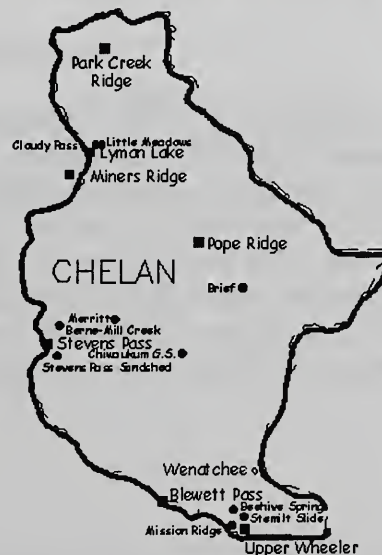 Park Creek
Ridge
Cloudy Pass
Little Meadows
Lyman Lake
Miners Ridge
Pope Ridge
CHELAN
Brief
Merritt
Berne-Mill Creek
Stevens Pass
Chiwaukum G.S.
Stevens Pass Sandshed
Wenatchee
Blewett Pass
Beehive Spring
Stemilt Slide
Mission Ridge
Upper Wheeler